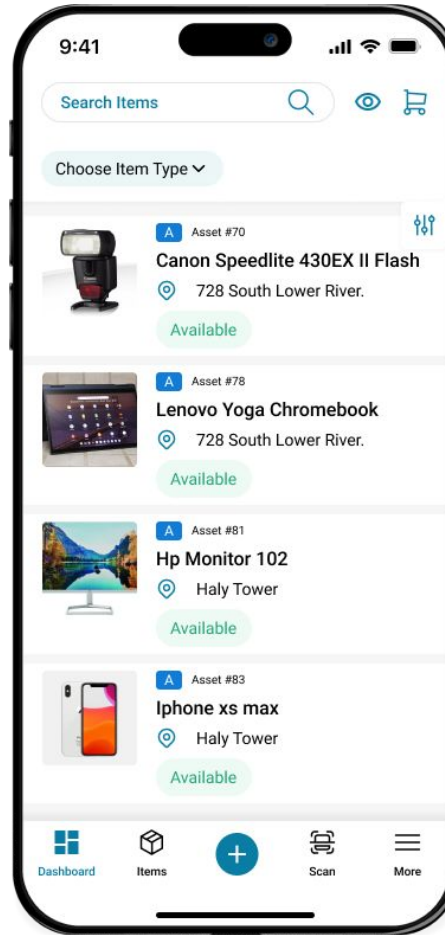 9:41
Search Items
Choose Item Type
A Asset #70
Canon Speedlite 430EX II Flash
728 South Lower River.
Available
A Asset #78
Lenovo Yoga Chromebook
728 South Lower River.
Available
A Asset #81
Hp Monitor 102
Haly Tower
Available
A Asset #83
Iphone xs max
Haly Tower
Available
Dashboard Items Scan More